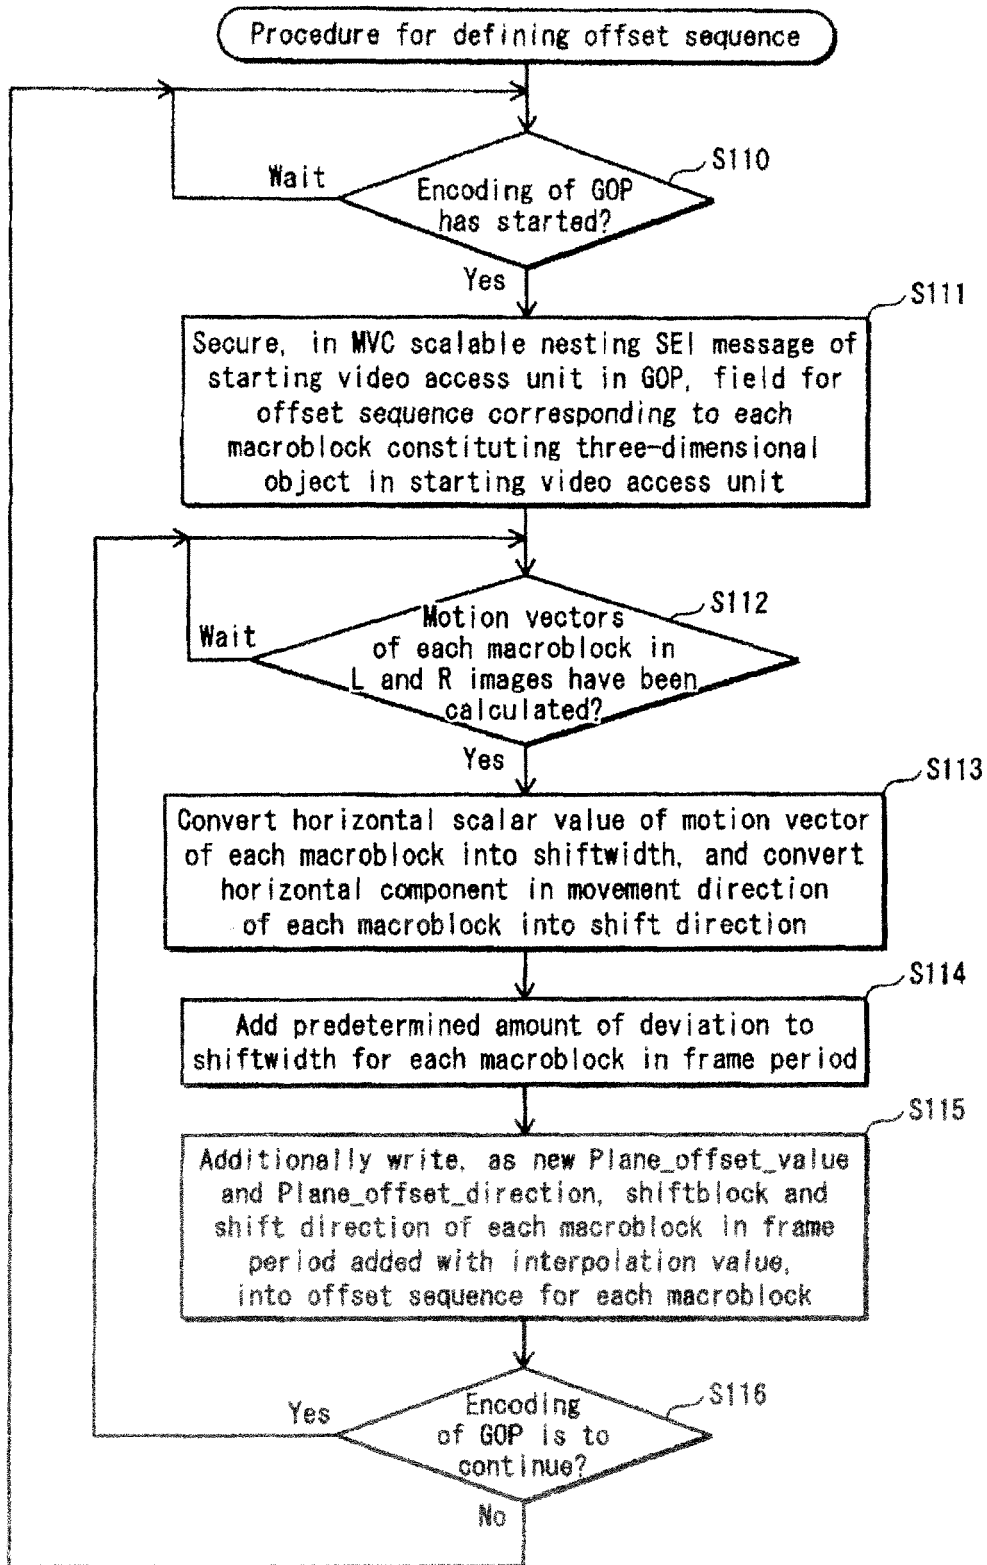 Procedure for defining offset sequence
S110
Wait
Encoding of GOP
has started?
Yes
S111
Secure, in MVC scalable nesting SEI message of
starting video access unit in GOP, field for
offset sequence corresponding to each
macroblock constituting three-dimensional
object in starting video access unit
S112
Wait
Motion vectors
of each macroblock in
L and R images have been
calculated?
Yes
S113
Convert horizontal scalar value of motion vector
of each macroblock into shiftwidth, and convert
horizontal component in movement direction
of each macroblock into shift direction
S114
Add predetermined amount of deviation to
shiftwidth for each macroblock in frame period
S115
Additionally write, as new Plane_offset_value
and Plane_offset_direction, shiftblock and
shift direction of each macroblock in frame
period added with interpolation value,
into offset sequence for each macroblock
S116
Yes
Encoding
of GOP is to
continue?
No